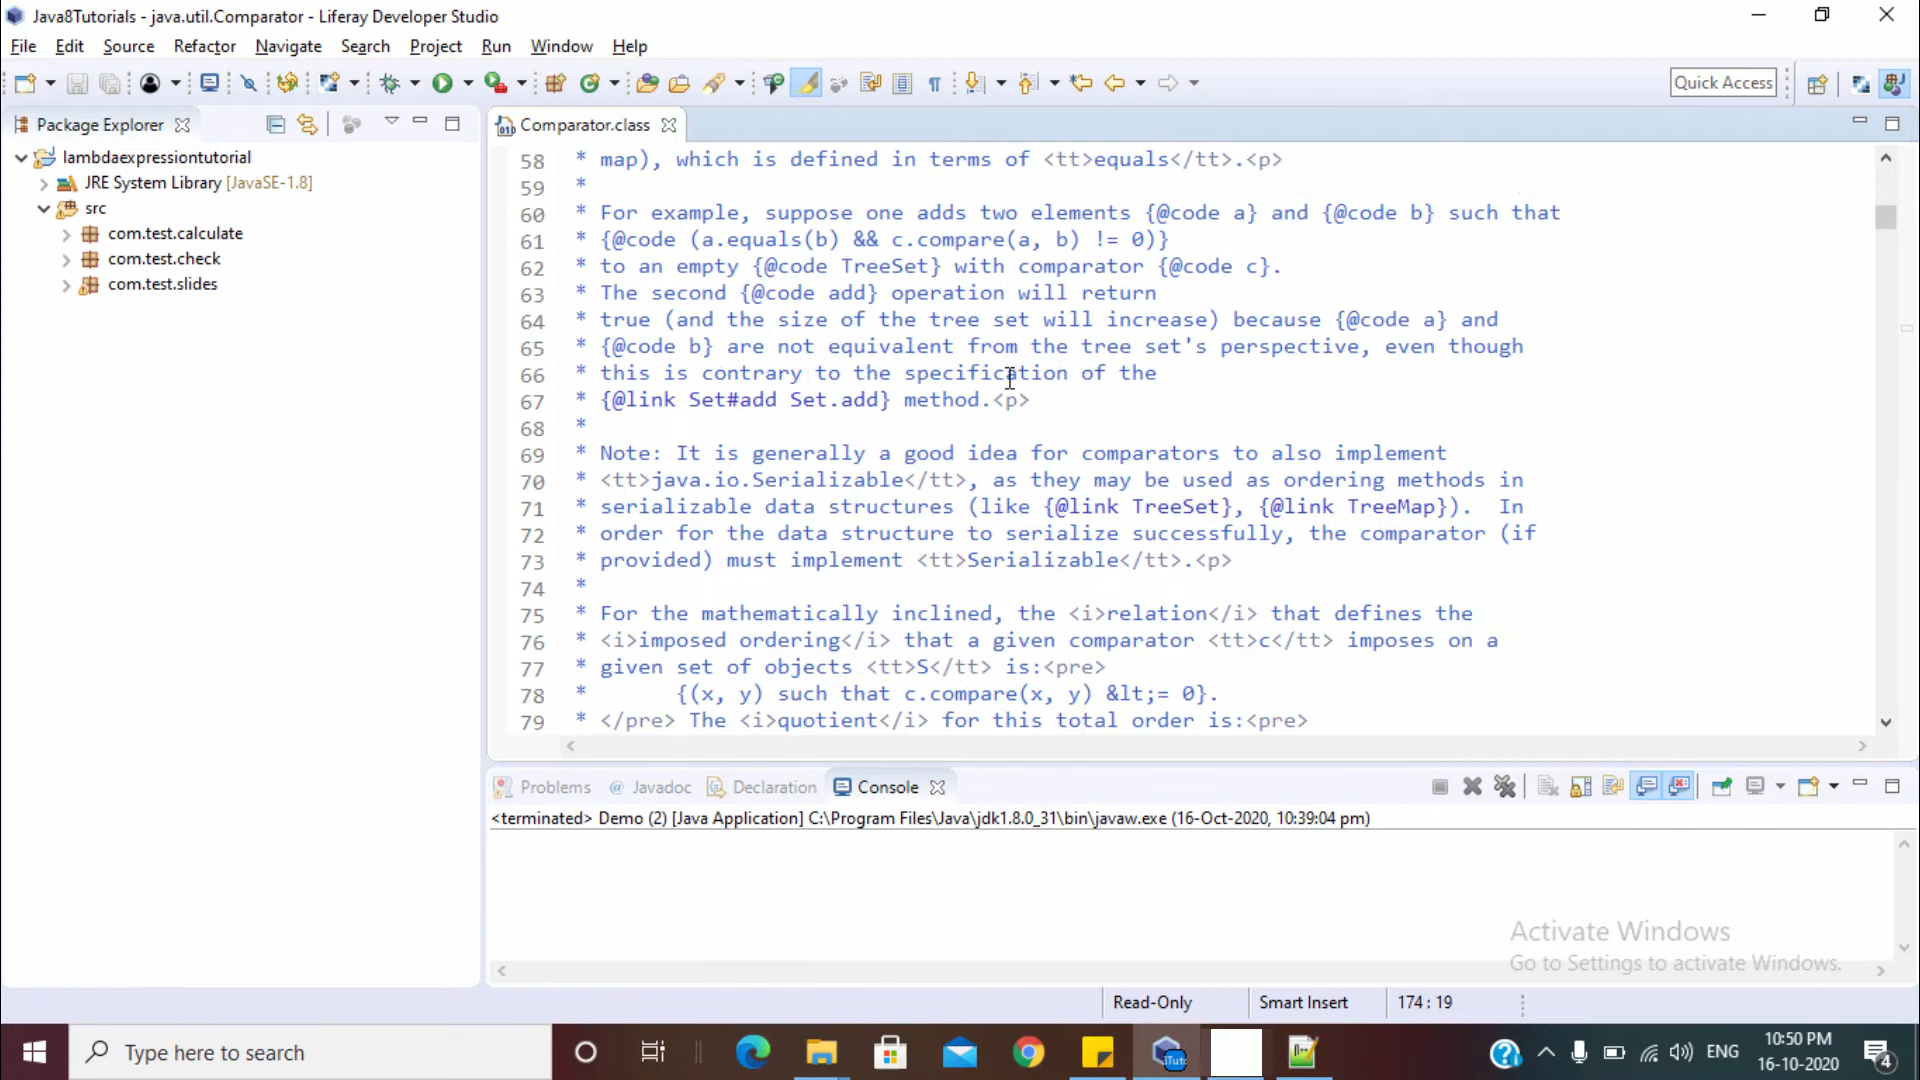 Java8Tutorials - java.util.Comparator - Liferay Developer Studio
File Edit Source Refactor Navigate Search Project Run Window Help
Quick Access
Package Explorer
lambdaexpressiontutorial
JRE System Library [JavaSE-1.8]
src
com.test.calculate
com.test.check
com.test.slides
Comparator.class
58 * map), which is defined in terms of <tt>equals</tt>.<p>
59 *
60 * For example, suppose one adds two elements {@code a} and {@code b} such that
61 * {@code (a.equals(b) && c.compare(a, b) != 0)}
62 * to an empty {@code TreeSet} with comparator {@code c}.
63 * The second {@code add} operation will return
64 * true (and the size of the tree set will increase) because {@code a} and
65 * {@code b} are not equivalent from the tree set's perspective, even though
66 * this is contrary to the specification of the
67 * {@link Set#add Set.add} method.<p>
68 *
69 * Note: It is generally a good idea for comparators to also implement
70 * <tt>java.io.Serializable</tt>, as they may be used as ordering methods in
71 * serializable data structures (like {@link TreeSet}, {@link TreeMap}).  In
72 * order for the data structure to serialize successfully, the comparator (if
73 * provided) must implement <tt>Serializable</tt>.<p>
74 *
75 * For the mathematically inclined, the <i>relation</i> that defines the
76 * <i>imposed ordering</i> that a given comparator <tt>c</tt> imposes on a
77 * given set of objects <tt>S</tt> is:<pre>
78 *       {(x, y) such that c.compare(x, y) &lt;= 0}.
79 * </pre> The <i>quotient</i> for this total order is:<pre>
Problems @ Javadoc Declaration Console
<terminated> Demo (2) [Java Application] C:\Program Files\Java\jdk1.8.0_31\bin\javaw.exe (16-Oct-2020, 10:39:04 pm)
Activate Windows
Go to Settings to activate Windows.
Read-Only Smart Insert 174 : 19
Type here to search
ENG
10:50 PM
16-10-2020
4